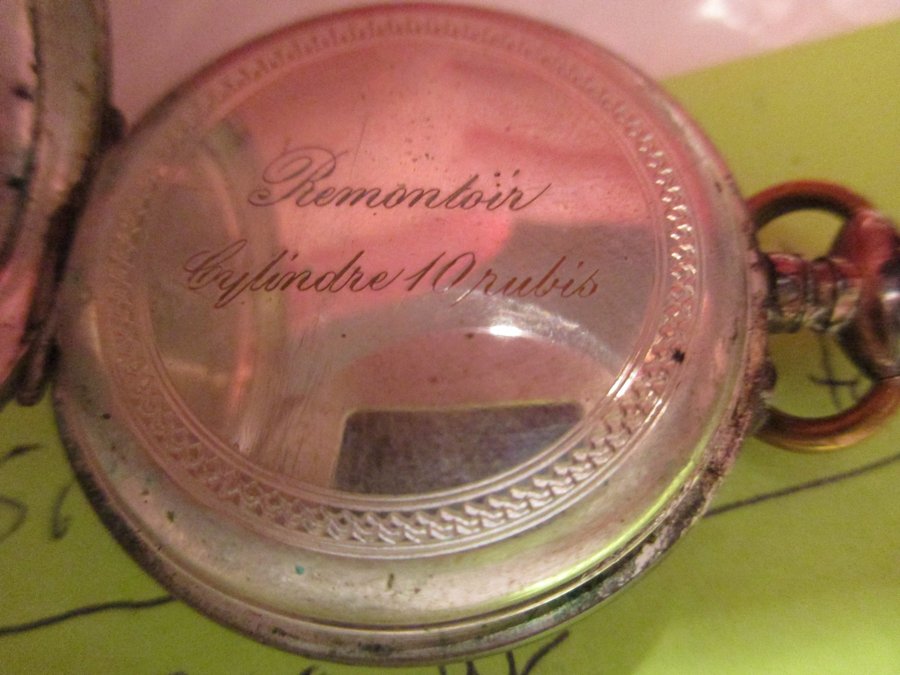 Remontoir
Cylindre 10 rubis